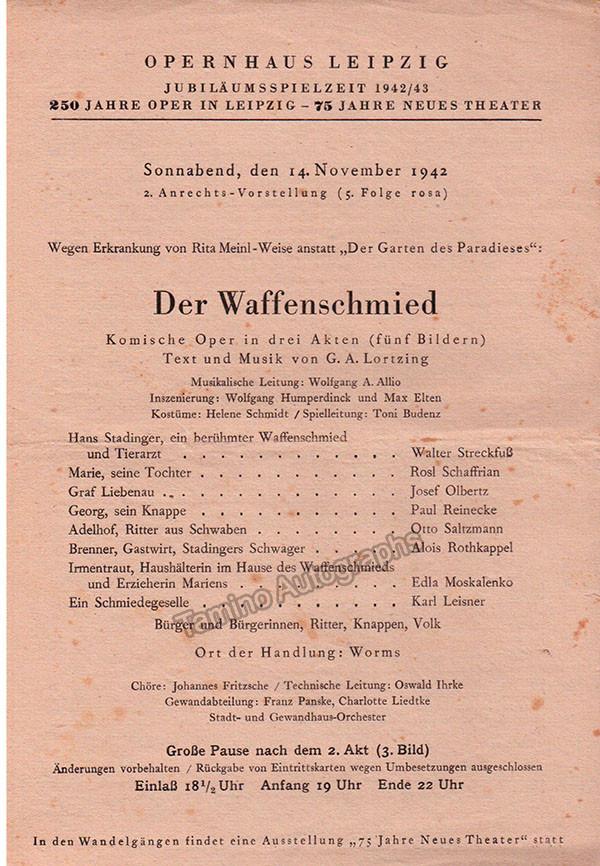 OPERNHAUS LEIPZIG
JUBILÄUMSSPIELZEIT 1942/43
250 JAHRE OPER IN LEIPZIG – 75 JAHRE NEUES THEATER
Sonnabend, den 14. November 1942
2. Anrechts-Vorstellung (5. Folge rosa)
Wegen Erkrankung von Rita Meinl-Weise anstatt „Der Garten des Paradieses“:
Der Waffenschmied
Komische Oper in drei Akten (fünf Bildern)
Text und Musik von G. A. Lortzing
Musikalische Leitung: Wolfgang A. Allio
Inszenierung: Wolfgang Humperdinck und Max Elten
Kostüme: Helene Schmidt / Spielleitung: Toni Budenz
Hans Stadinger, ein berühmter Waffenschmied
und Tierarzt . . . . . . . . . . . . Walter Streckfuß
Marie, seine Tochter . . . . . . . . . . . Rosl Schaffrian
Graf Liebenau . . . . . . . . . . . . . Josef Olbertz
Georg, sein Knappe . . . . . . . . . . . Paul Reinecke
Adelhof, Ritter aus Schwaben . . . . . . . . Otto Saltzmann
Brenner, Gastwirt, Stadingers Schwager . . . . . Alois Rothkappel
Irmentraut, Haushälterin im Hause des Waffenschmieds
und Erzieherin Mariens . . . . . . . . . Edla Moskalenko
Ein Schmiedegeselle . . . . . . . . . . . Karl Leisner
Bürger und Bürgerinnen, Ritter, Knappen, Volk
Tamino Autographs
Ort der Handlung: Worms
Chöre: Johannes Fritzsche / Technische Leitung: Oswald Ihrke
Gewandabteilung: Franz Panske, Charlotte Liedtke
Stadt- und Gewandhaus-Orchester
Große Pause nach dem 2. Akt (3. Bild)
Änderungen vorbehalten / Rückgabe von Eintrittskarten wegen Umbesetzungen ausgeschlossen
Einlaß 18½ Uhr Anfang 19 Uhr Ende 22 Uhr
In den Wandelgängen findet eine Ausstellung „75 Jahre Neues Theater“ statt